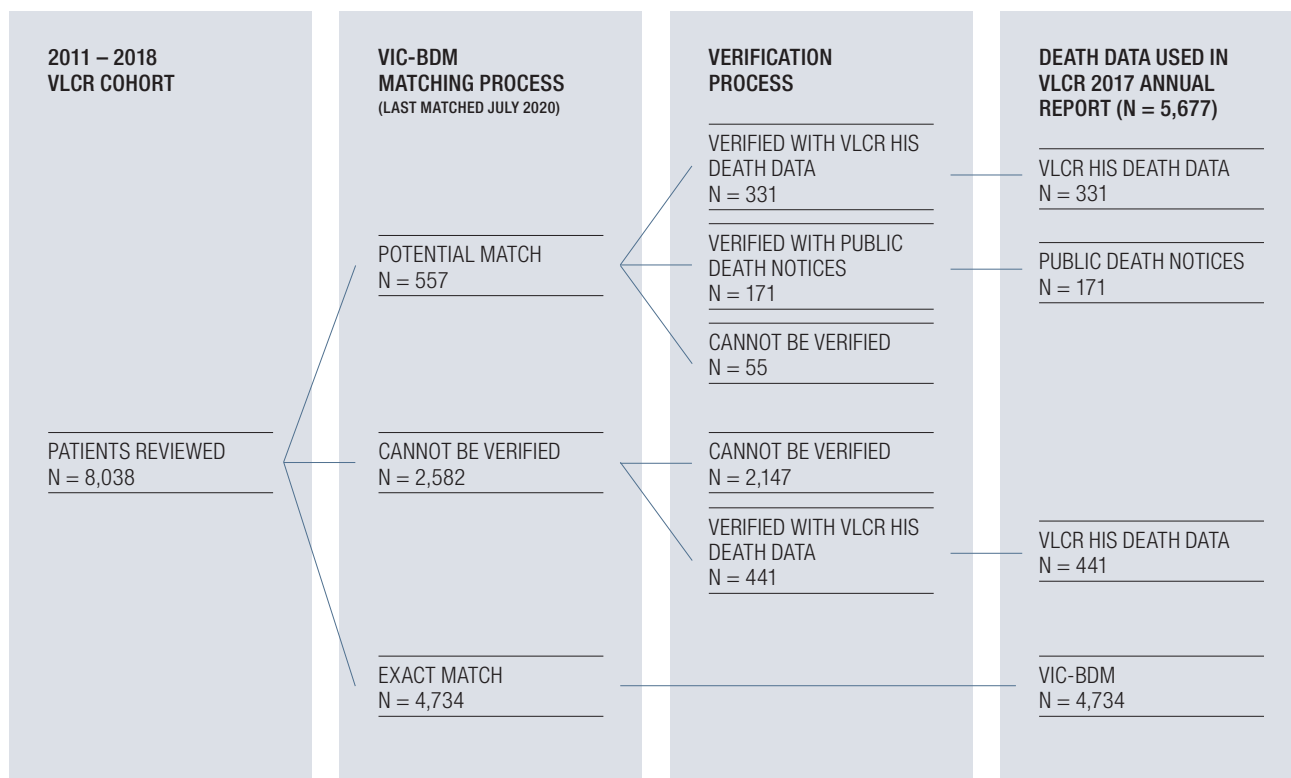 2011 – 2018
VLCR COHORT
PATIENTS REVIEWED
N = 8,038
VIC-BDM
MATCHING PROCESS
(LAST MATCHED JULY 2020)
POTENTIAL MATCH
N = 557
CANNOT BE VERIFIED
N = 2,582
EXACT MATCH
N = 4,734
VERIFICATION
PROCESS
VERIFIED WITH VLCR HIS
DEATH DATA
N = 331
VERIFIED WITH PUBLIC
DEATH NOTICES
N = 171
CANNOT BE VERIFIED
N = 55
CANNOT BE VERIFIED
N = 2,147
VERIFIED WITH VLCR HIS
DEATH DATA
N = 441
DEATH DATA USED IN
VLCR 2017 ANNUAL
REPORT (N = 5,677)
VLCR HIS DEATH DATA
N = 331
PUBLIC DEATH NOTICES
N = 171
VLCR HIS DEATH DATA
N = 441
VIC-BDM
N = 4,734